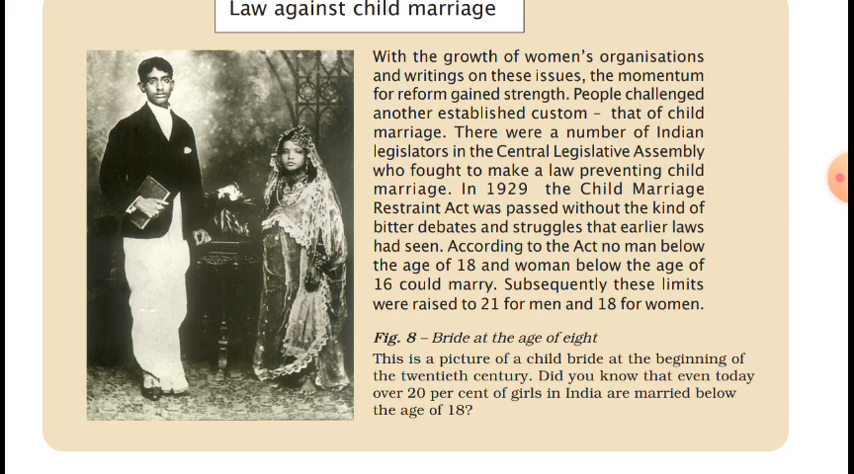 Law against child marriage
With the growth of women's organisations
and writings on these issues, the momentum
for reform gained strength. People challenged
another established custom – that of child
marriage. There were a number of Indian
legislators in the Central Legislative Assembly
who fought to make a law preventing child
marriage. In 1929 the Child Marriage
Restraint Act was passed without the kind of
bitter debates and struggles that earlier laws
had seen. According to the Act no man below
the age of 18 and woman below the age of
16 could marry. Subsequently these limits
were raised to 21 for men and 18 for women.
Fig. 8 – Bride at the age of eight
This is a picture of a child bride at the beginning of
the twentieth century. Did you know that even today
over 20 per cent of girls in India are married below
the age of 18?